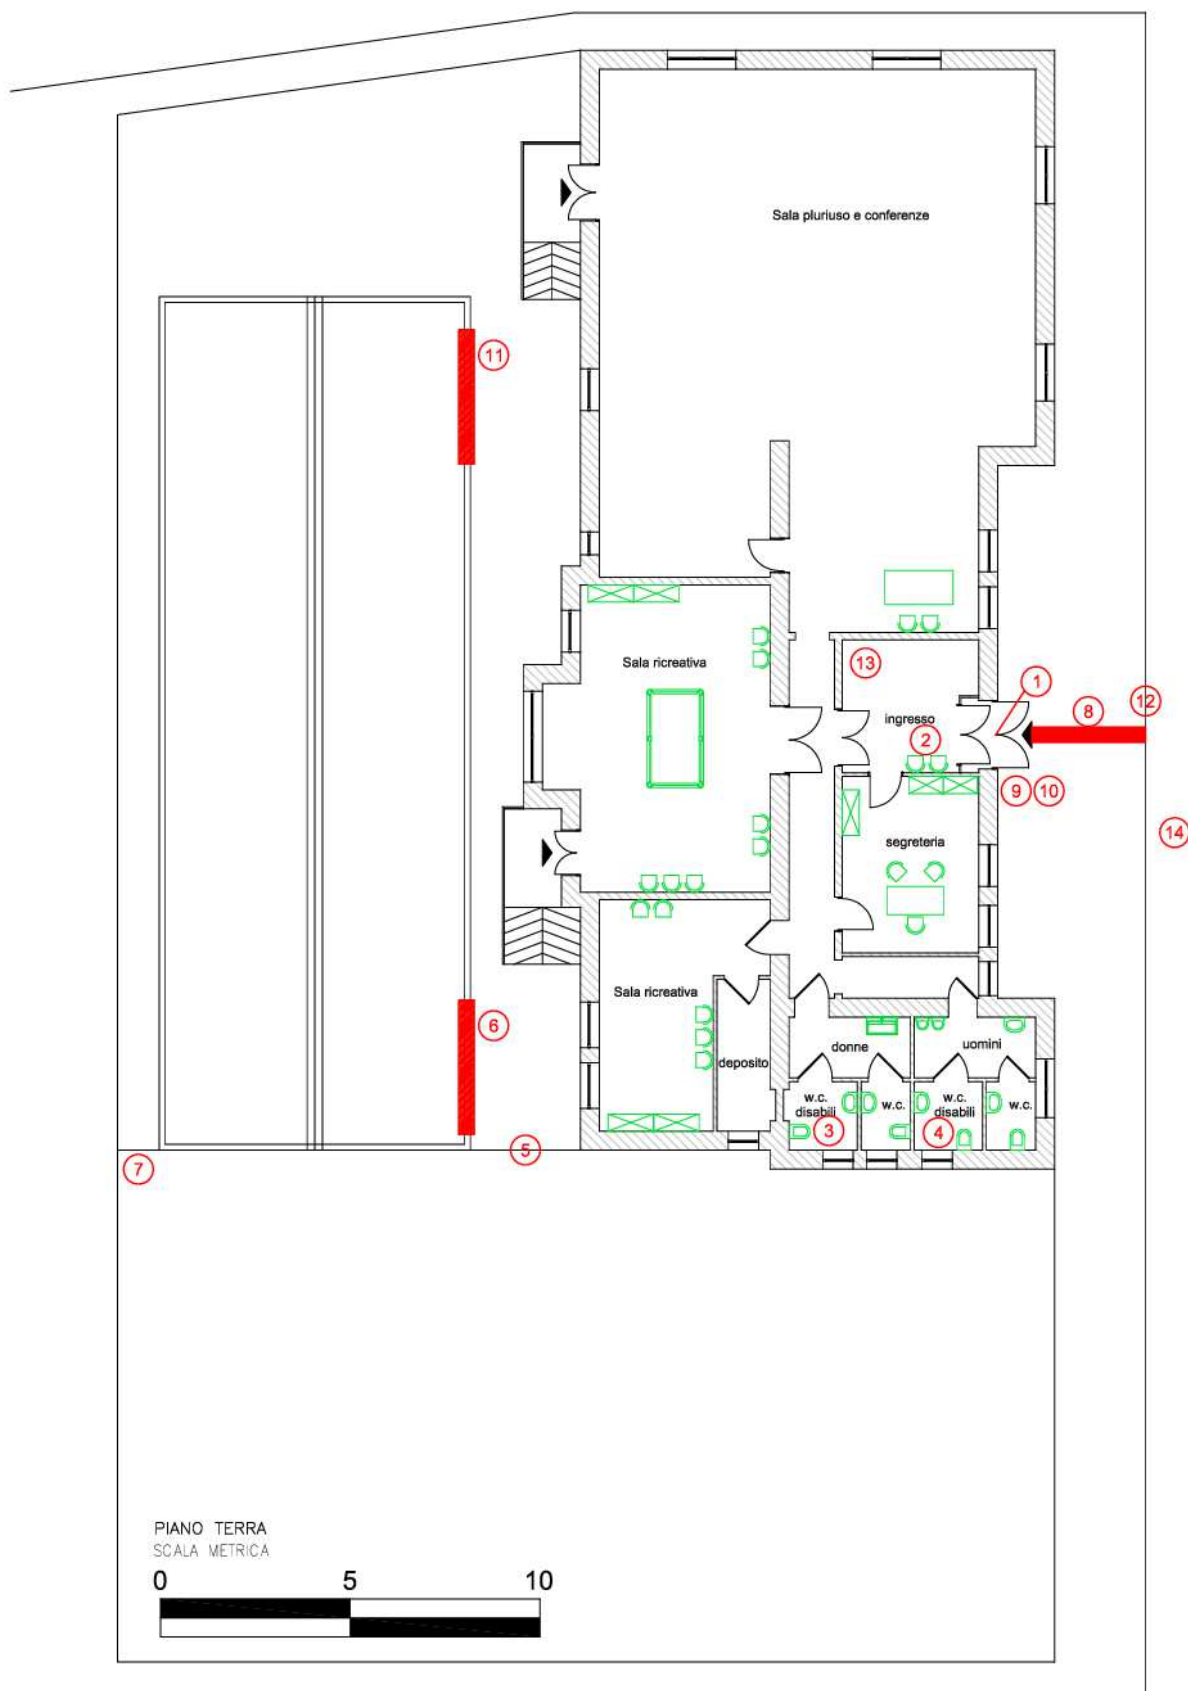 Sala pluriuso e conferenze
11
Sala ricreativa
13
1
12
ingresso
8
2
9
10
14
segreteria
Sala ricreativa
6
deposito
donne
uomini
w.c.
disabili
w.c.
w.c.
disabili
w.c.
3
4
5
7
PIANO TERRA
SCALA METRICA
0
5
10